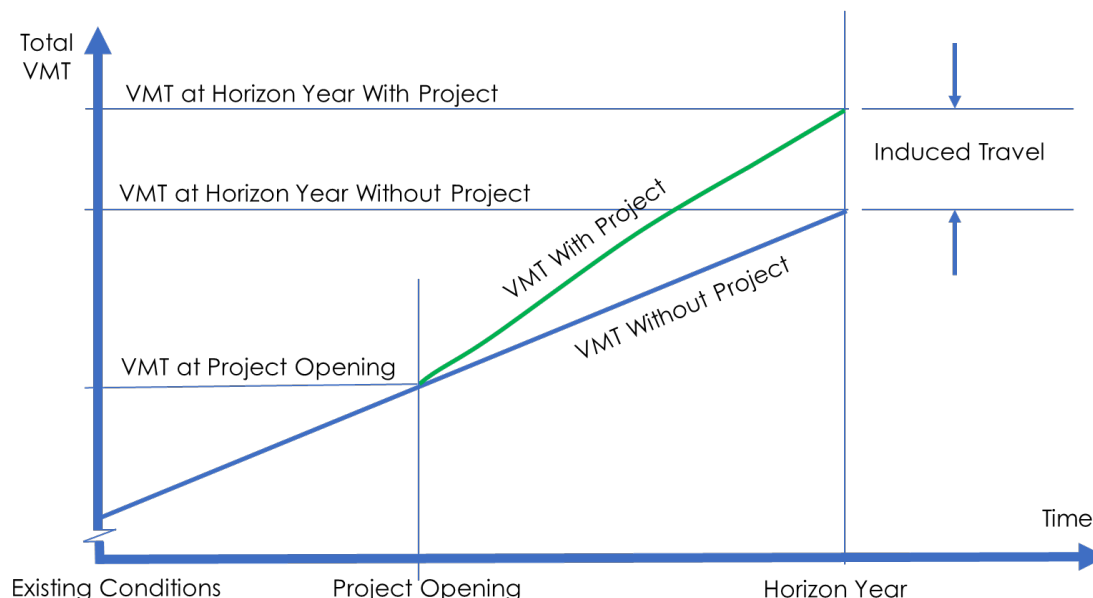 Total
VMT
VMT at Horizon Year With Project
Induced Travel
VMT at Horizon Year Without Project
VMT With Project
VMT Without Project
VMT at Project Opening
Time
Existing Conditions
Project Opening
Horizon Year